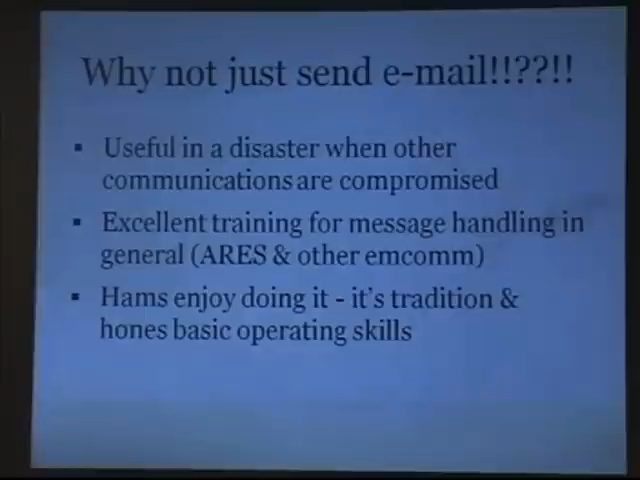 Why not just send e-mail!!??!!
▪ Useful in a disaster when other
communications are compromised
▪ Excellent training for message handling in
general (ARES & other emcomm)
▪ Hams enjoy doing it - it's tradition &
hones basic operating skills